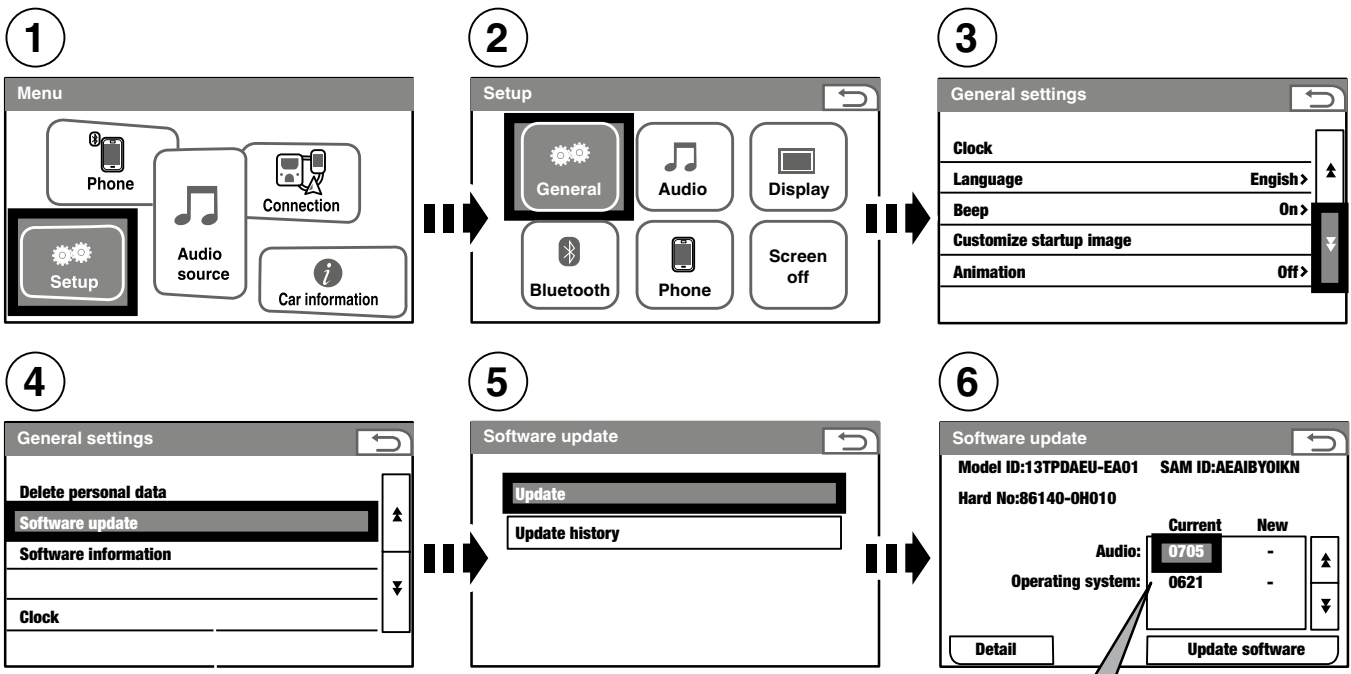 1
2
3
Menu
Phone
Connection
Setup
Audio
source
Car information
Setup
General
Audio
Display
Bluetooth
Phone
Screen
off
General settings
Clock
Language Engish>
Beep On>
Customize startup image
Animation Off>
4
5
6
General settings
Delete personal data
Software update
Software information
Clock
Software update
Update
Update history
Software update
Model ID:13TPDAEU-EA01 SAM ID:AEAIBYOIKN
Hard No:86140-0H010
Current New
Audio: 0705 -
Operating system: 0621 -
Detail Update software